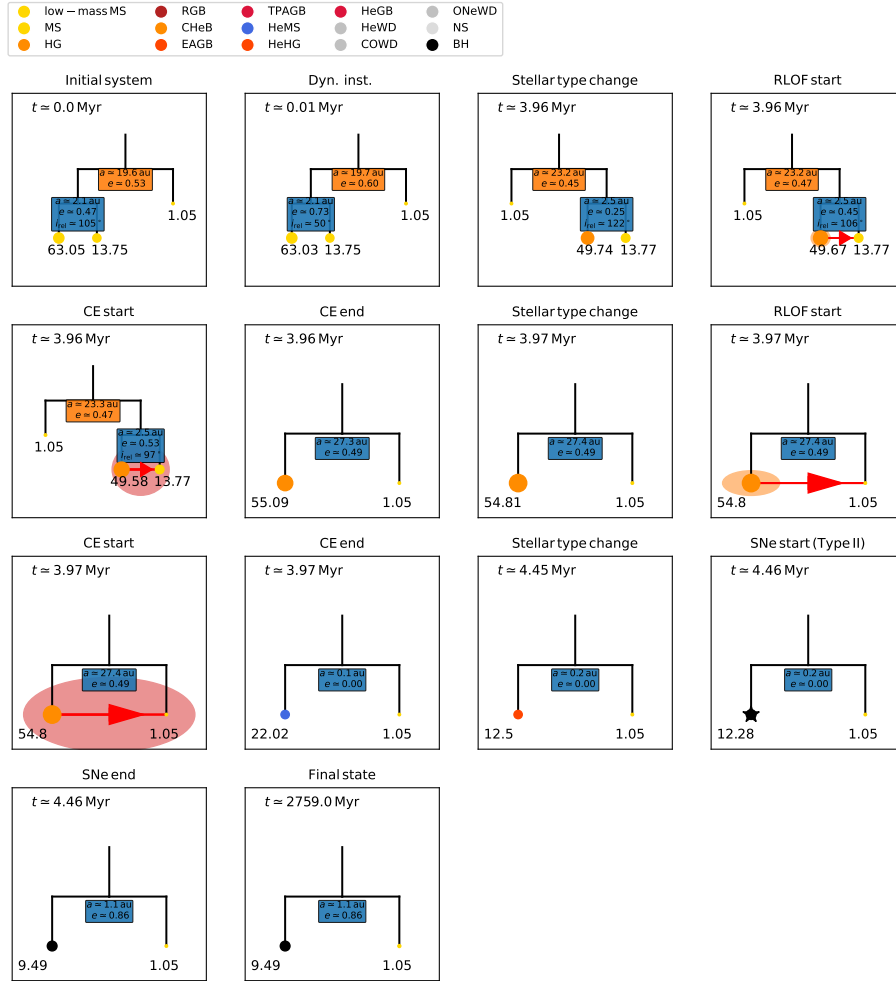 low − mass MS RGB TPAGB HeGB ONeWD
MS CHeB HeMS HeWD NS
HG EAGB HeHG COWD BH
Initial system
t ≃ 0.0 Myr
a ≃ 19.6 au
e ≃ 0.53
a ≃ 2.1 au
e ≃ 0.47
i_rel ≃ 105°
1.05
63.05 13.75
Dyn. inst.
t ≃ 0.01 Myr
a ≃ 19.7 au
e ≃ 0.60
a ≃ 2.1 au
e ≃ 0.73
i_rel ≃ 50°
1.05
63.03 13.75
Stellar type change
t ≃ 3.96 Myr
a ≃ 23.2 au
e ≃ 0.45
a ≃ 2.5 au
e ≃ 0.25
i_rel ≃ 122°
1.05
49.74 13.77
RLOF start
t ≃ 3.96 Myr
a ≃ 23.2 au
e ≃ 0.47
a ≃ 2.5 au
e ≃ 0.45
i_rel ≃ 106°
1.05
49.67 13.77
CE start
t ≃ 3.96 Myr
a ≃ 23.3 au
e ≃ 0.47
a ≃ 2.5 au
e ≃ 0.53
i_rel ≃ 97°
1.05
49.58 13.77
CE end
t ≃ 3.96 Myr
a ≃ 27.3 au
e ≃ 0.49
55.09 1.05
Stellar type change
t ≃ 3.97 Myr
a ≃ 27.4 au
e ≃ 0.49
54.81 1.05
RLOF start
t ≃ 3.97 Myr
a ≃ 27.4 au
e ≃ 0.49
54.8 1.05
CE start
t ≃ 3.97 Myr
a ≃ 27.4 au
e ≃ 0.49
54.8 1.05
CE end
t ≃ 3.97 Myr
a ≃ 0.1 au
e ≃ 0.00
22.02 1.05
Stellar type change
t ≃ 4.45 Myr
a ≃ 0.2 au
e ≃ 0.00
12.5 1.05
SNe start (Type II)
t ≃ 4.46 Myr
a ≃ 0.2 au
e ≃ 0.00
12.28 1.05
SNe end
t ≃ 4.46 Myr
a ≃ 1.1 au
e ≃ 0.86
9.49 1.05
Final state
t ≃ 2759.0 Myr
a ≃ 1.1 au
e ≃ 0.86
9.49 1.05